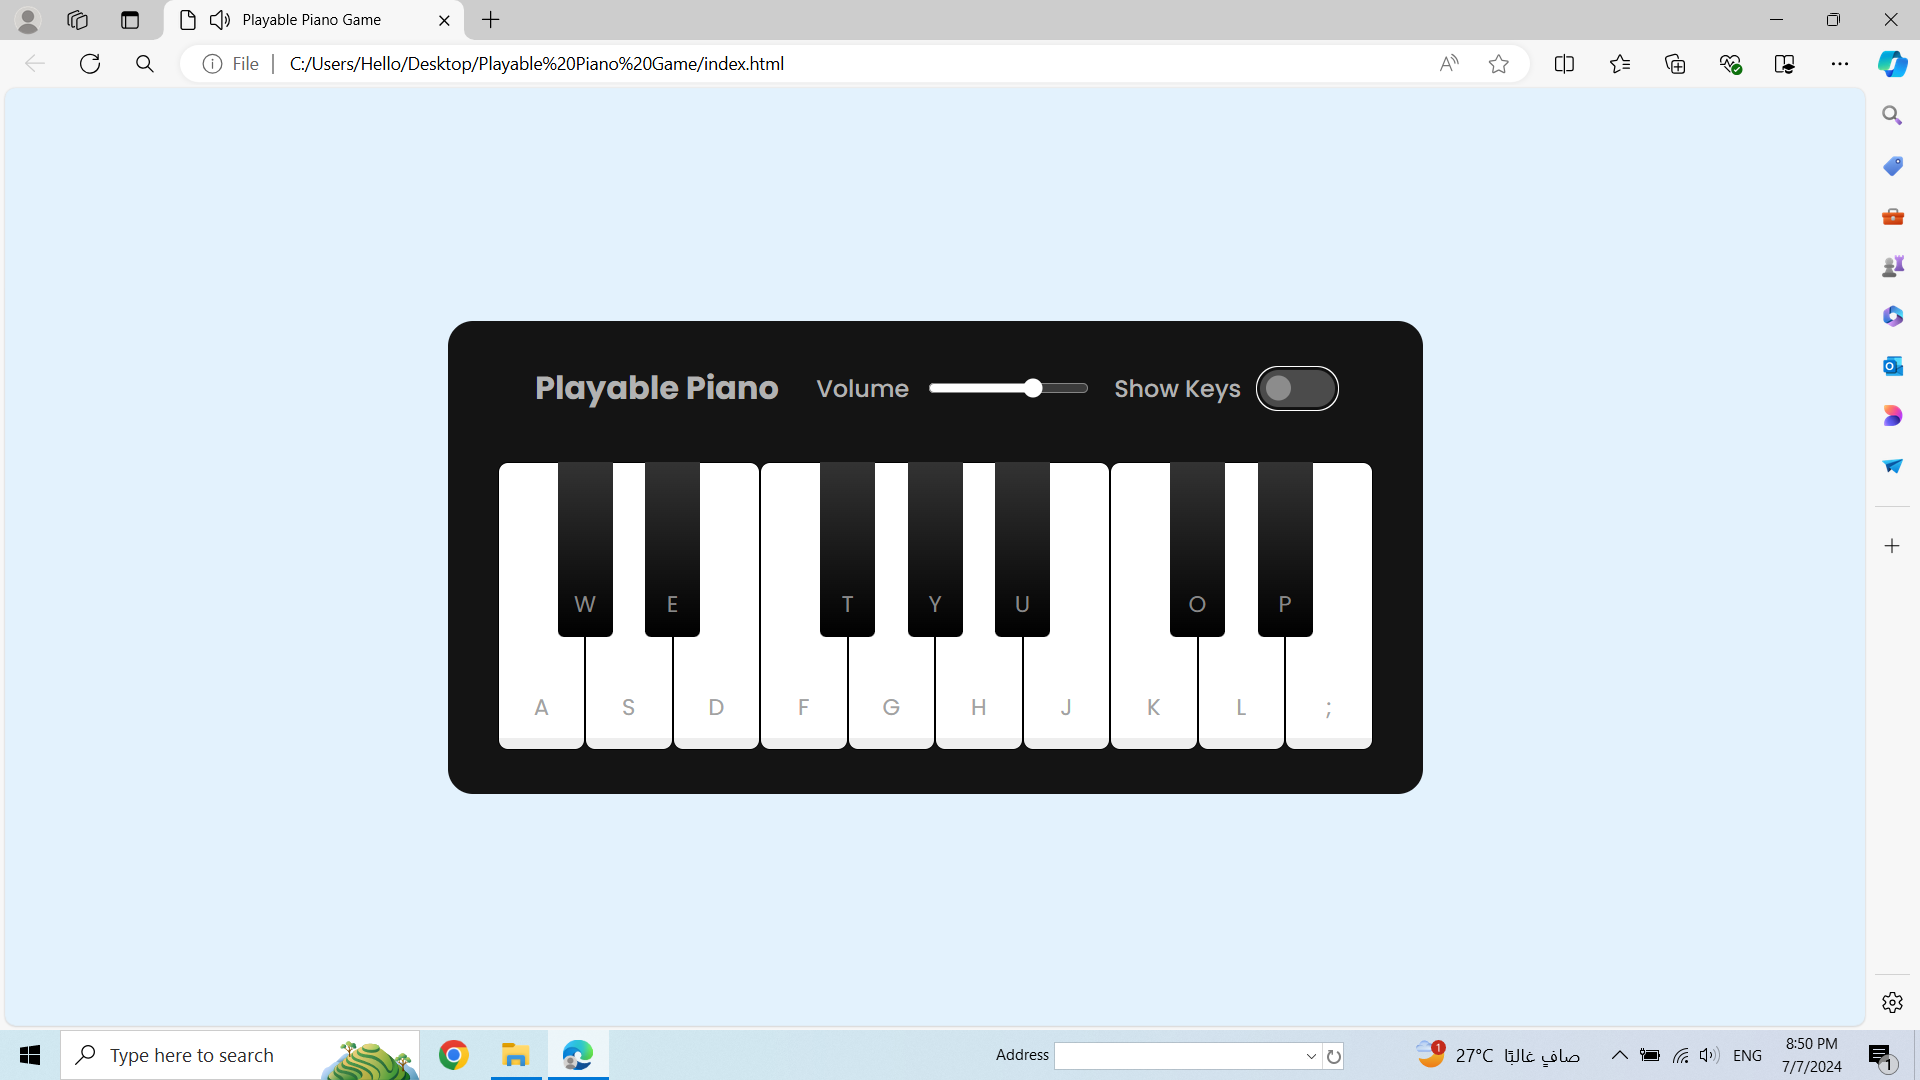 Playable Piano Game
File
C:/Users/Hello/Desktop/Playable%20Piano%20Game/index.html
Playable Piano
Volume
Show Keys
W E T Y U O P
A S D F G H J K L ;
Type here to search
Address
1
27°C صافٍ غالبًا
ENG
8:50 PM
7/7/2024
1